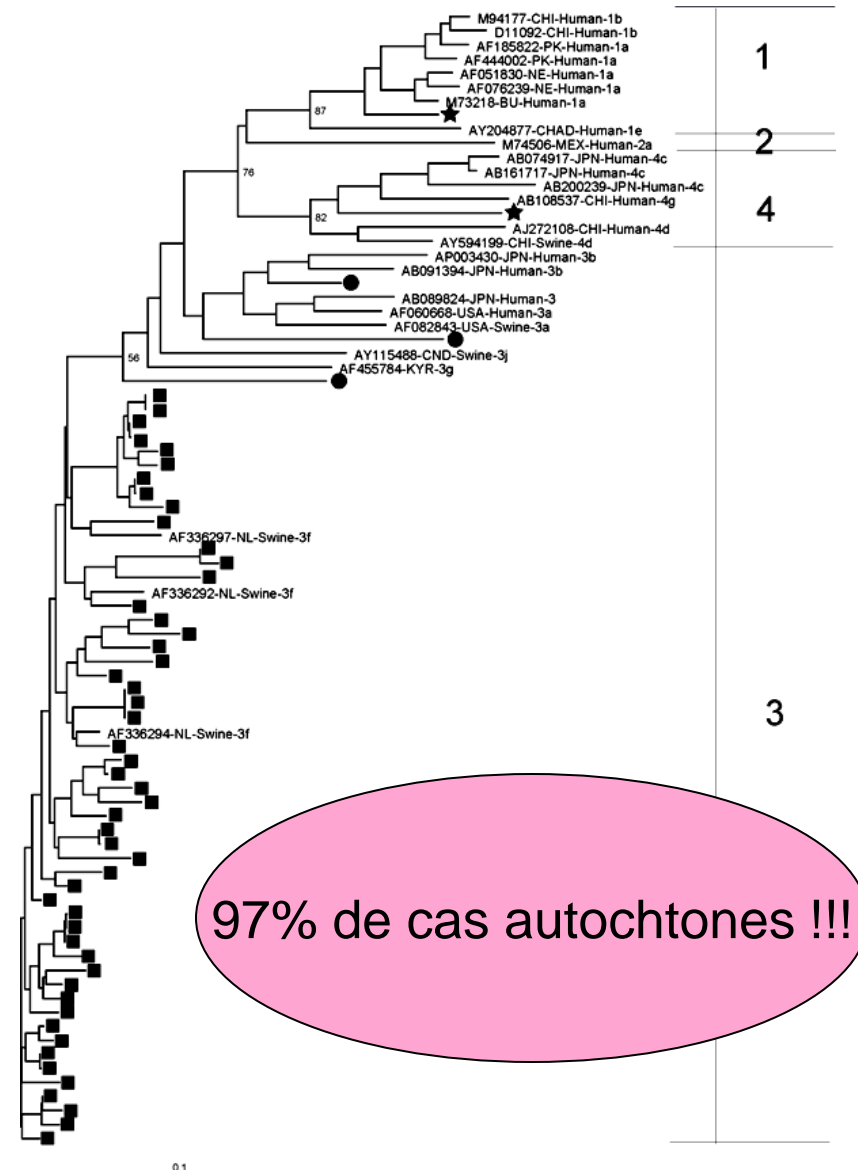 M94177-CHI-Human-1b
D11092-CHI-Human-1b
AF185822-PK-Human-1a
1
AF444002-PK-Human-1a
AF051830-NE-Human-1a
AF076239-NE-Human-1a
M73218-BU-Human-1a
87
AY204877-CHAD-Human-1e
2
M74506-MEX-Human-2a
AB074917-JPN-Human-4c
76
AB161717-JPN-Human-4c
AB200239-JPN-Human-4c
AB108537-CHI-Human-4g
4
82
AJ272108-CHI-Human-4d
AY594199-CHI-Swine-4d
AP003430-JPN-Human-3b
AB091394-JPN-Human-3b
AB089824-JPN-Human-3
AF060668-USA-Human-3a
AF082843-USA-Swine-3a
AY115488-CND-Swine-3j
56
AF455784-KYR-3g
AF336297-NL-Swine-3f
AF336292-NL-Swine-3f
3
AF336294-NL-Swine-3f
97% de cas autochtones !!!
0.1